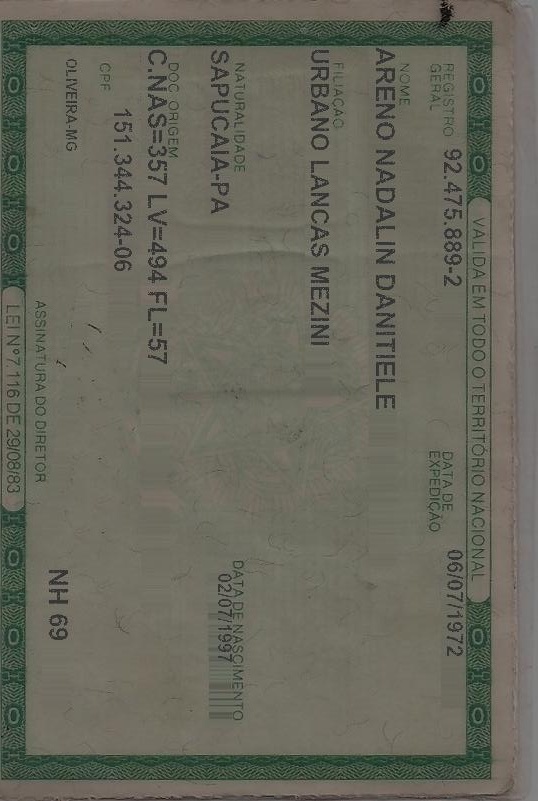 VALIDA EM TODO O TERRITÓRIO NACIONAL
REGISTRO GERAL 92.475.889-2 DATA DE EXPEDIÇÃO 06/07/1972
NOME
ARENO NADALIN DANITIELE
FILIAÇÃO
URBANO LANCAS MEZINI
NATURALIDADE DATA DE NASCIMENTO
SAPUCAIA-PA 02/07/1997
DOC ORIGEM
C.NAS=357 LV=494 FL=57
CPF 151.344.324-06
OLIVEIRA-MG NH 69
ASSINATURA DO DIRETOR
LEI Nº 7.116 DE 29/08/83